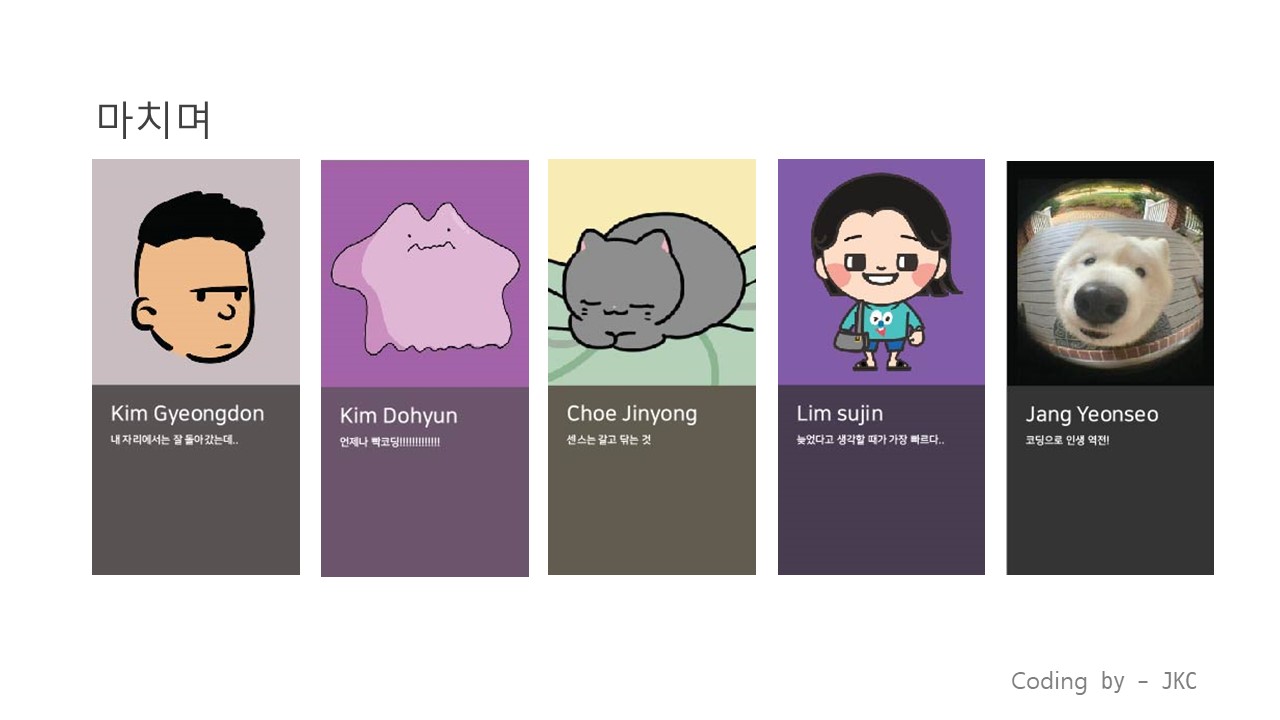 마치며
Kim Gyeongdon
내 자리에서는 잘 돌아갔는데..
Kim Dohyun
언제나 빡코딩!!!!!!!!!!!!!
Choe Jinyong
센스는 갈고 닦는 것
Lim sujin
늦었다고 생각할 때가 가장 빠르다..
Jang Yeonseo
코딩으로 인생 역전!
Coding by - JKC